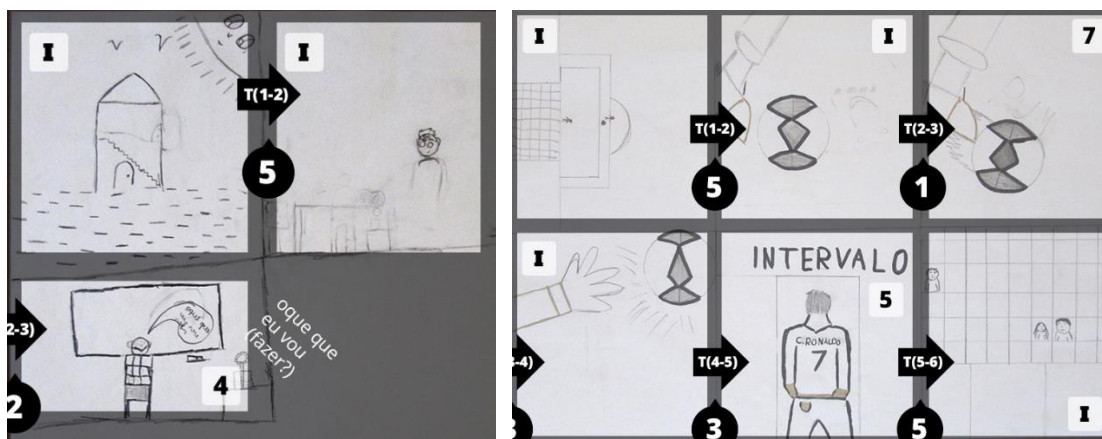 I
I
T(1-2)
5
2-3)
2
4
oque que
eu vou
(fazer?)
I
I
7
T(1-2)
T(2-3)
5
1
I
INTERVALO
5
C.RONALDO
7
-4)
T(4-5)
T(5-6)
3
5
I